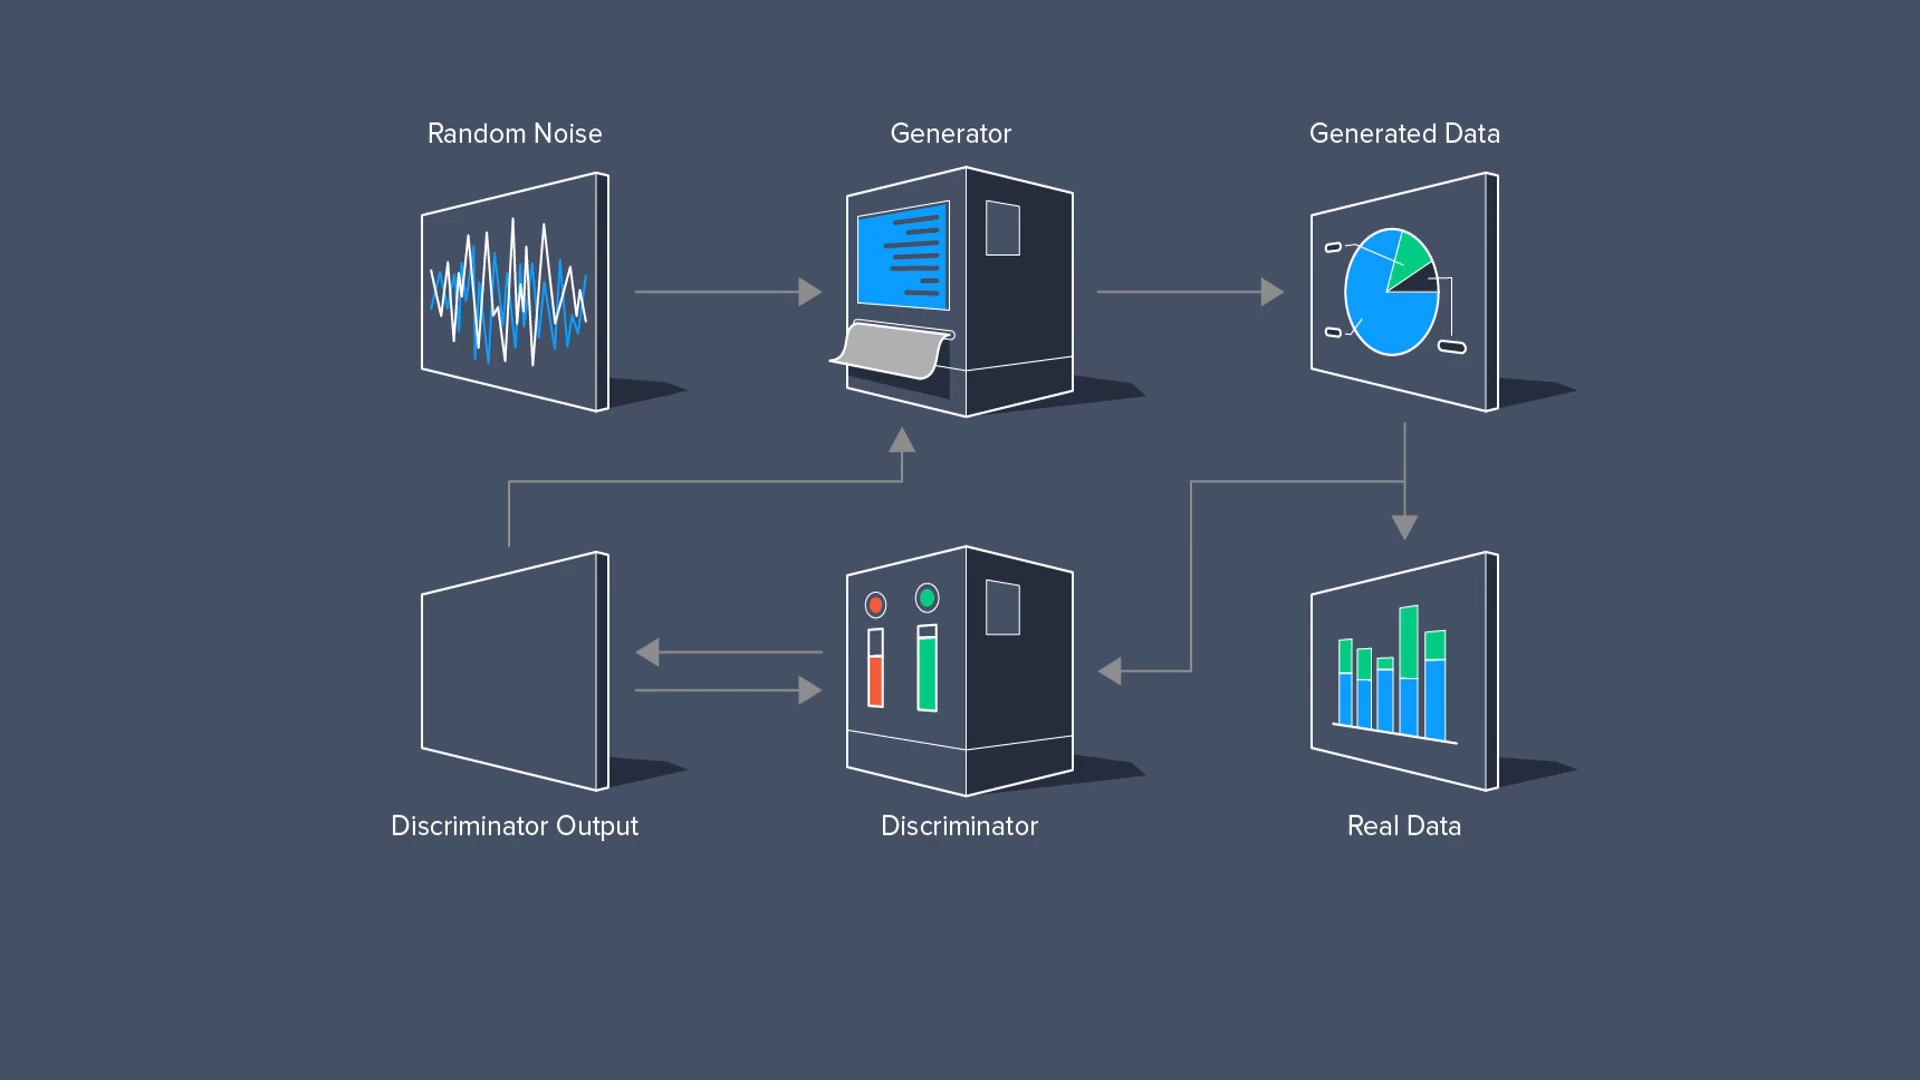 Random Noise
Generator
Generated Data
Discriminator Output
Discriminator
Real Data